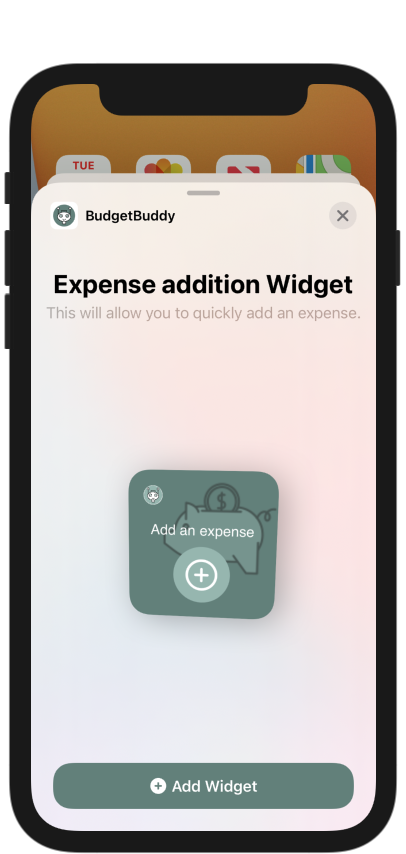 TUE
BudgetBuddy
Expense addition Widget
This will allow you to quickly add an expense.
$
Add an expense
Add Widget